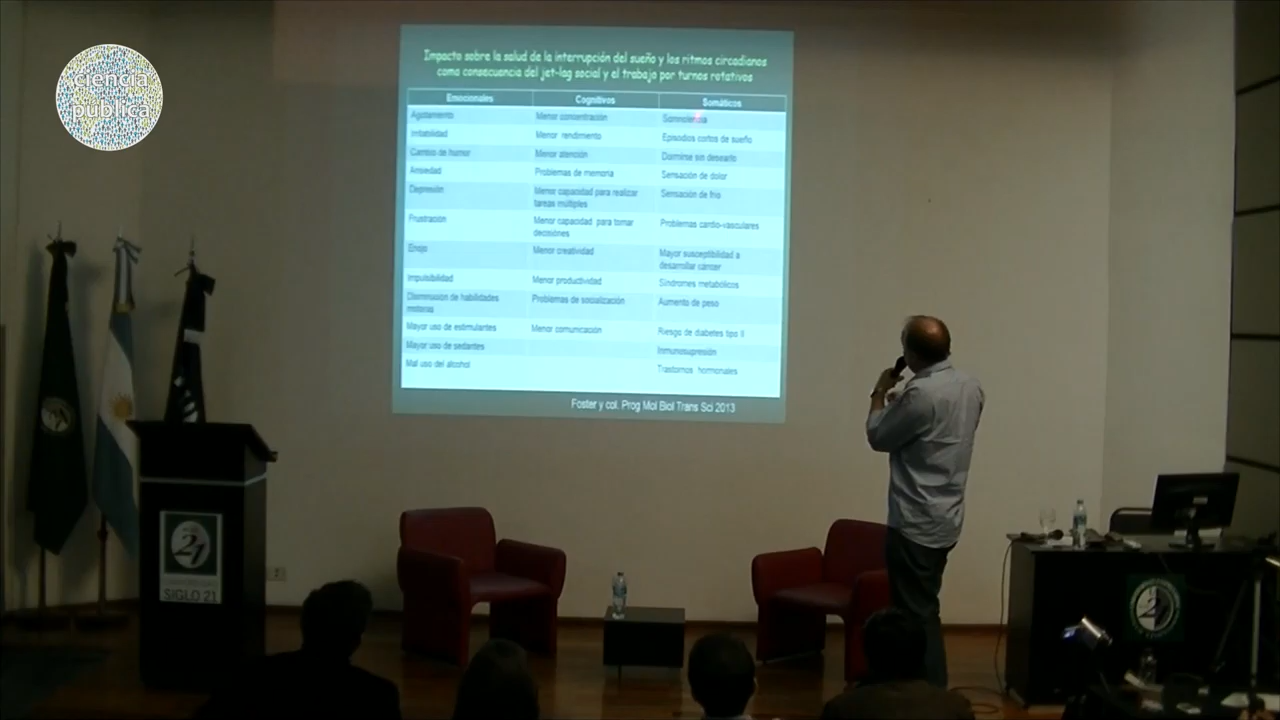 ciencia
pública
Impacto sobre la salud de la interrupción del sueño y los ritmos circadianos
como consecuencia del jet-lag social y el trabajo por turnos rotativos
Emocionales Cognitivos Somáticos
Agotamiento Menor concentración Somnolencia
Irritabilidad Menor rendimiento Episodios cortos de sueño
Cambio de humor Menor atención Dormirse sin desearlo
Ansiedad Problemas de memoria Sensación de dolor
Depresión Menor capacidad para realizar Sensación de frio
tareas múltiples
Frustración Menor capacidad para tomar Problemas cardio-vasculares
decisiónes
Enojo Menor creatividad Mayor susceptibilidad a
desarrollar cáncer
Impulsibilidad Menor productividad Síndromes metabólicos
Disminución de habilidades Problemas de socialización Aumento de peso
motoras
Mayor uso de estimulantes Menor comunicación Riesgo de diabetes tipo II
Mayor uso de sedantes Inmunosupresión
Mal uso del alcohol Trastornos hormonales
Foster y col. Prog Mol Biol Trans Sci 2013
21
SIGLO 21
21